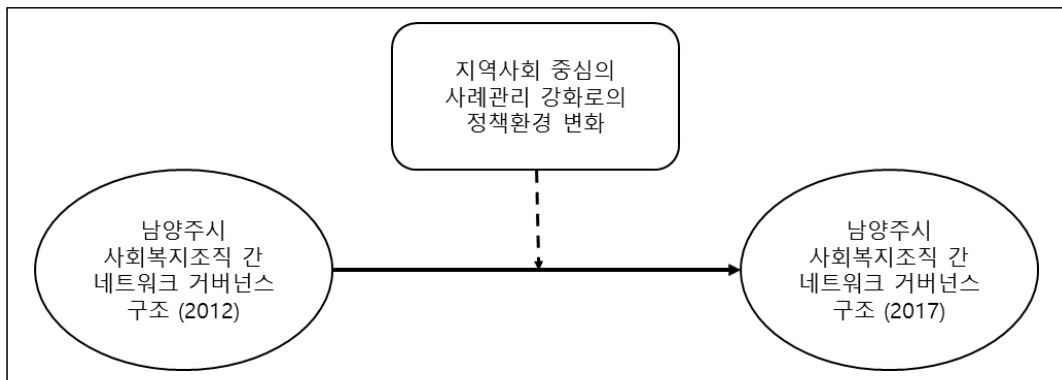 지역사회 중심의
사례관리 강화로의
정책환경 변화
남양주시
사회복지조직 간
네트워크 거버넌스
구조 (2012)
남양주시
사회복지조직 간
네트워크 거버넌스
구조 (2017)